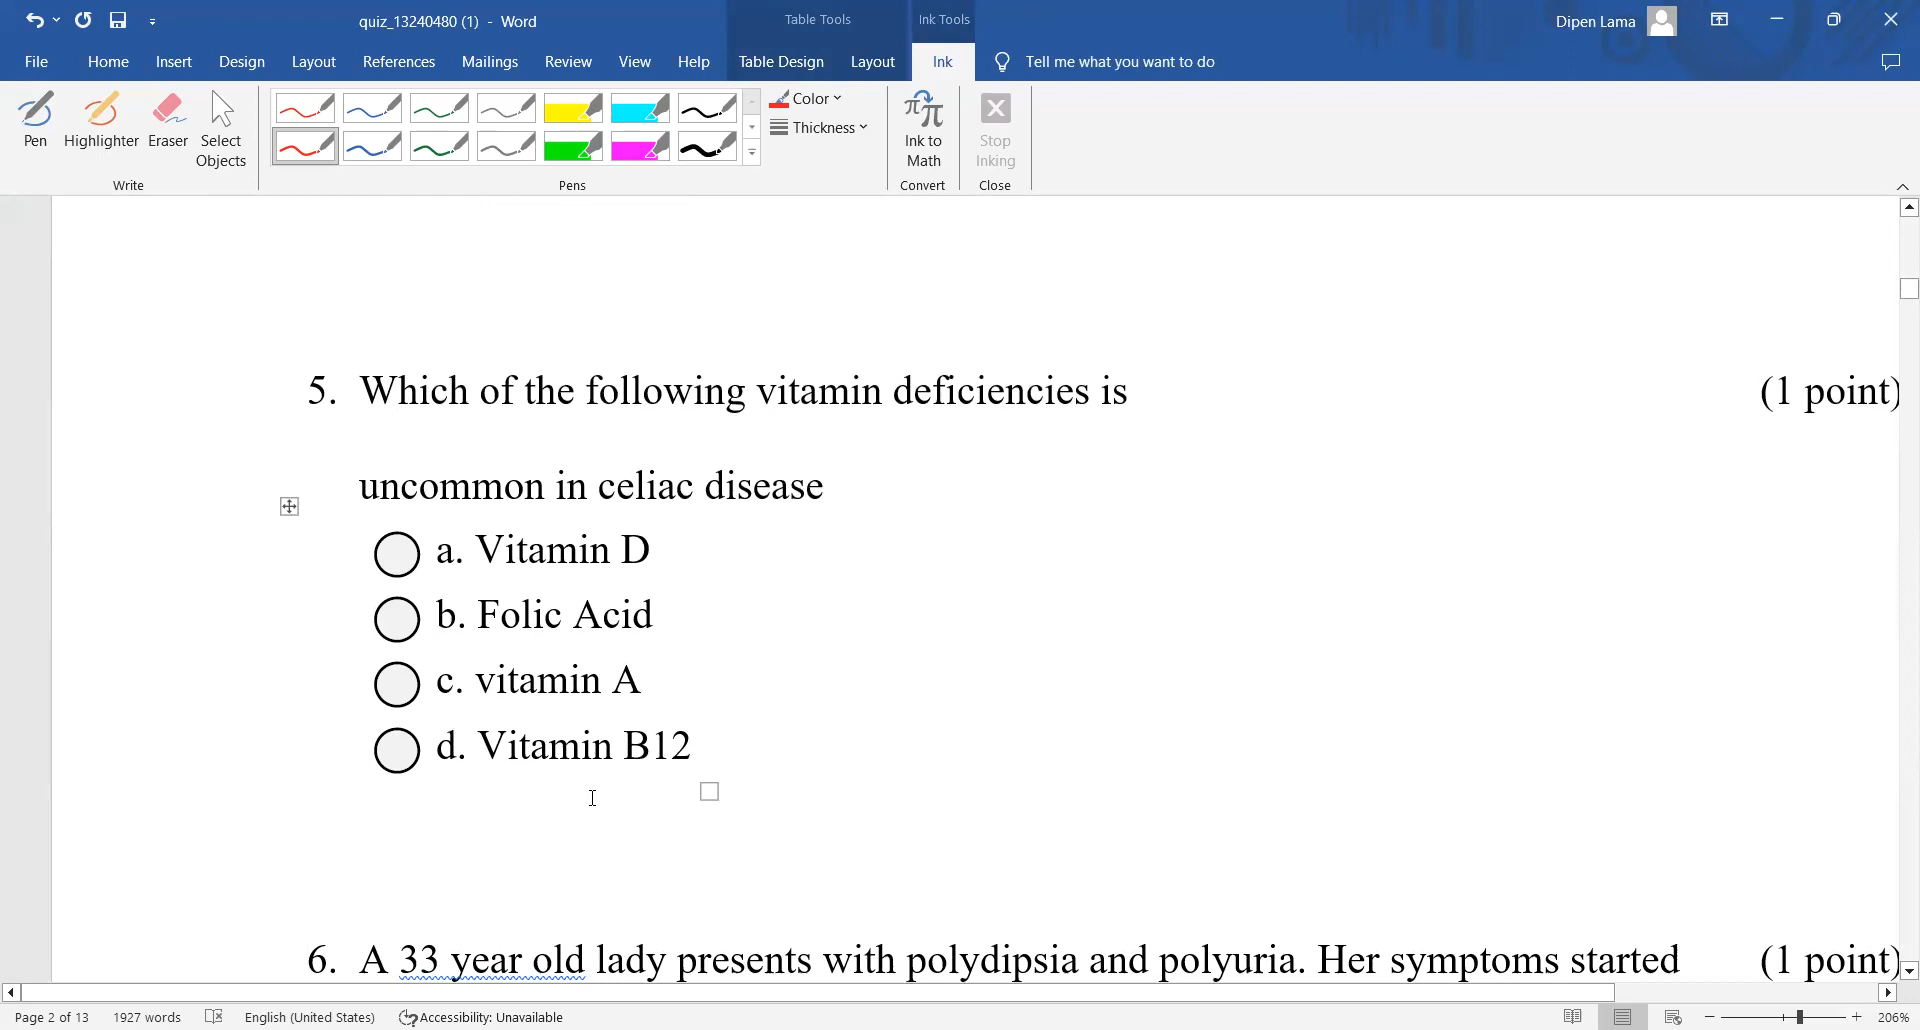 quiz_13240480 (1) - Word
Table Tools
Ink Tools
Dipen Lama
File Home Insert Design Layout References Mailings Review View Help Table Design Layout Ink Tell me what you want to do
Pen Highlighter Eraser Select Objects
Color
Thickness
Ink to Math
Stop Inking
Write Pens Convert Close
5. Which of the following vitamin deficiencies is (1 point)
uncommon in celiac disease
a. Vitamin D
b. Folic Acid
c. vitamin A
d. Vitamin B12
6. A 33 year old lady presents with polydipsia and polyuria. Her symptoms started (1 point)
Page 2 of 13 1927 words English (United States) Accessibility: Unavailable 206%